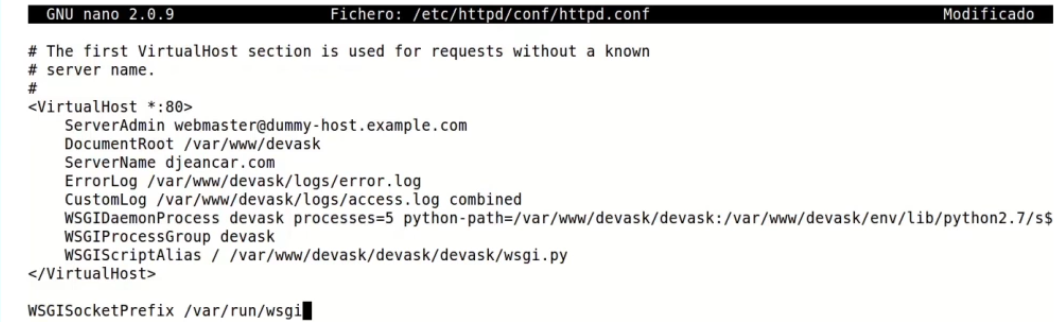 GNU nano 2.0.9 Fichero: /etc/httpd/conf/httpd.conf Modificado
# The first VirtualHost section is used for requests without a known
# server name.
#
<VirtualHost *:80>
    ServerAdmin webmaster@dummy-host.example.com
    DocumentRoot /var/www/devask
    ServerName djeancar.com
    ErrorLog /var/www/devask/logs/error.log
    CustomLog /var/www/devask/logs/access.log combined
    WSGIDaemonProcess devask processes=5 python-path=/var/www/devask/devask:/var/www/devask/env/lib/python2.7/s$
    WSGIProcessGroup devask
    WSGIScriptAlias / /var/www/devask/devask/devask/wsgi.py
</VirtualHost>
WSGISocketPrefix /var/run/wsgi